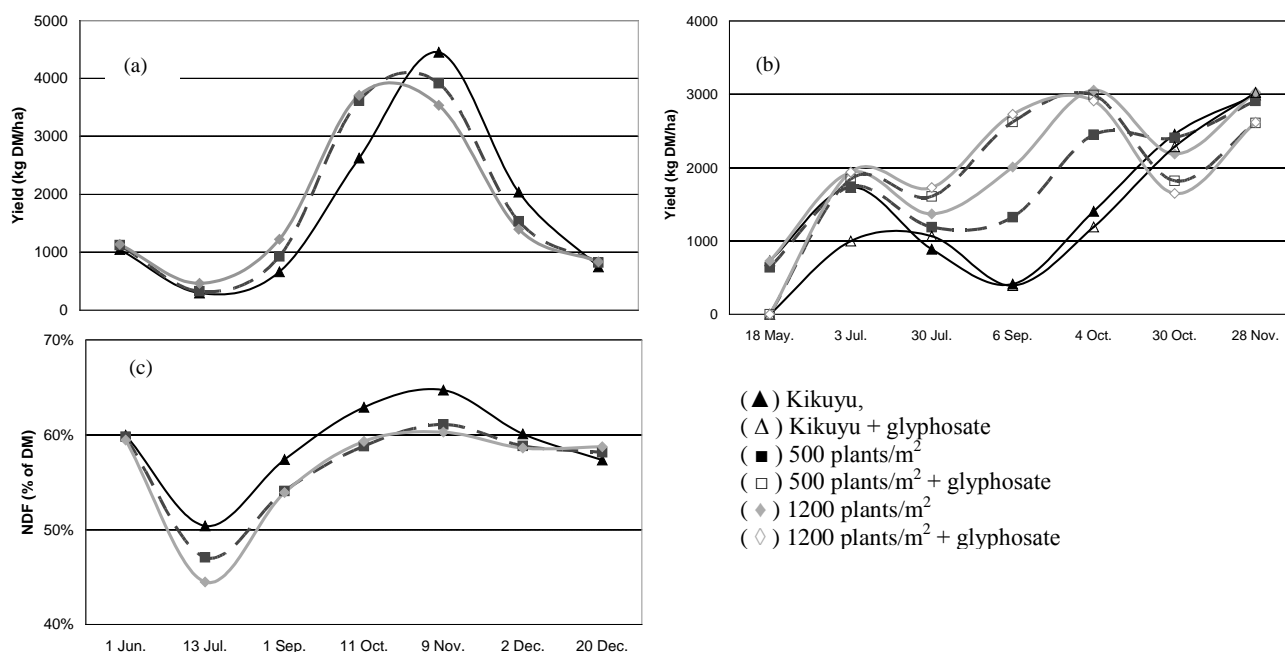 (a)
Yield (kg DM/ha)
5000
4000
3000
2000
1000
0
(b)
Yield (kg DM/ha)
4000
3000
2000
1000
0
18 May. 3 Jul. 30 Jul. 6 Sep. 4 Oct. 30 Oct. 28 Nov.
(c)
NDF (% of DM)
70%
60%
50%
40%
1 Jun. 13 Jul. 1 Sep. 11 Oct. 9 Nov. 2 Dec. 20 Dec.
(▲) Kikuyu,
(Δ) Kikuyu + glyphosate
(■) 500 plants/m²
(□) 500 plants/m² + glyphosate
(◆) 1200 plants/m²
(◇) 1200 plants/m² + glyphosate